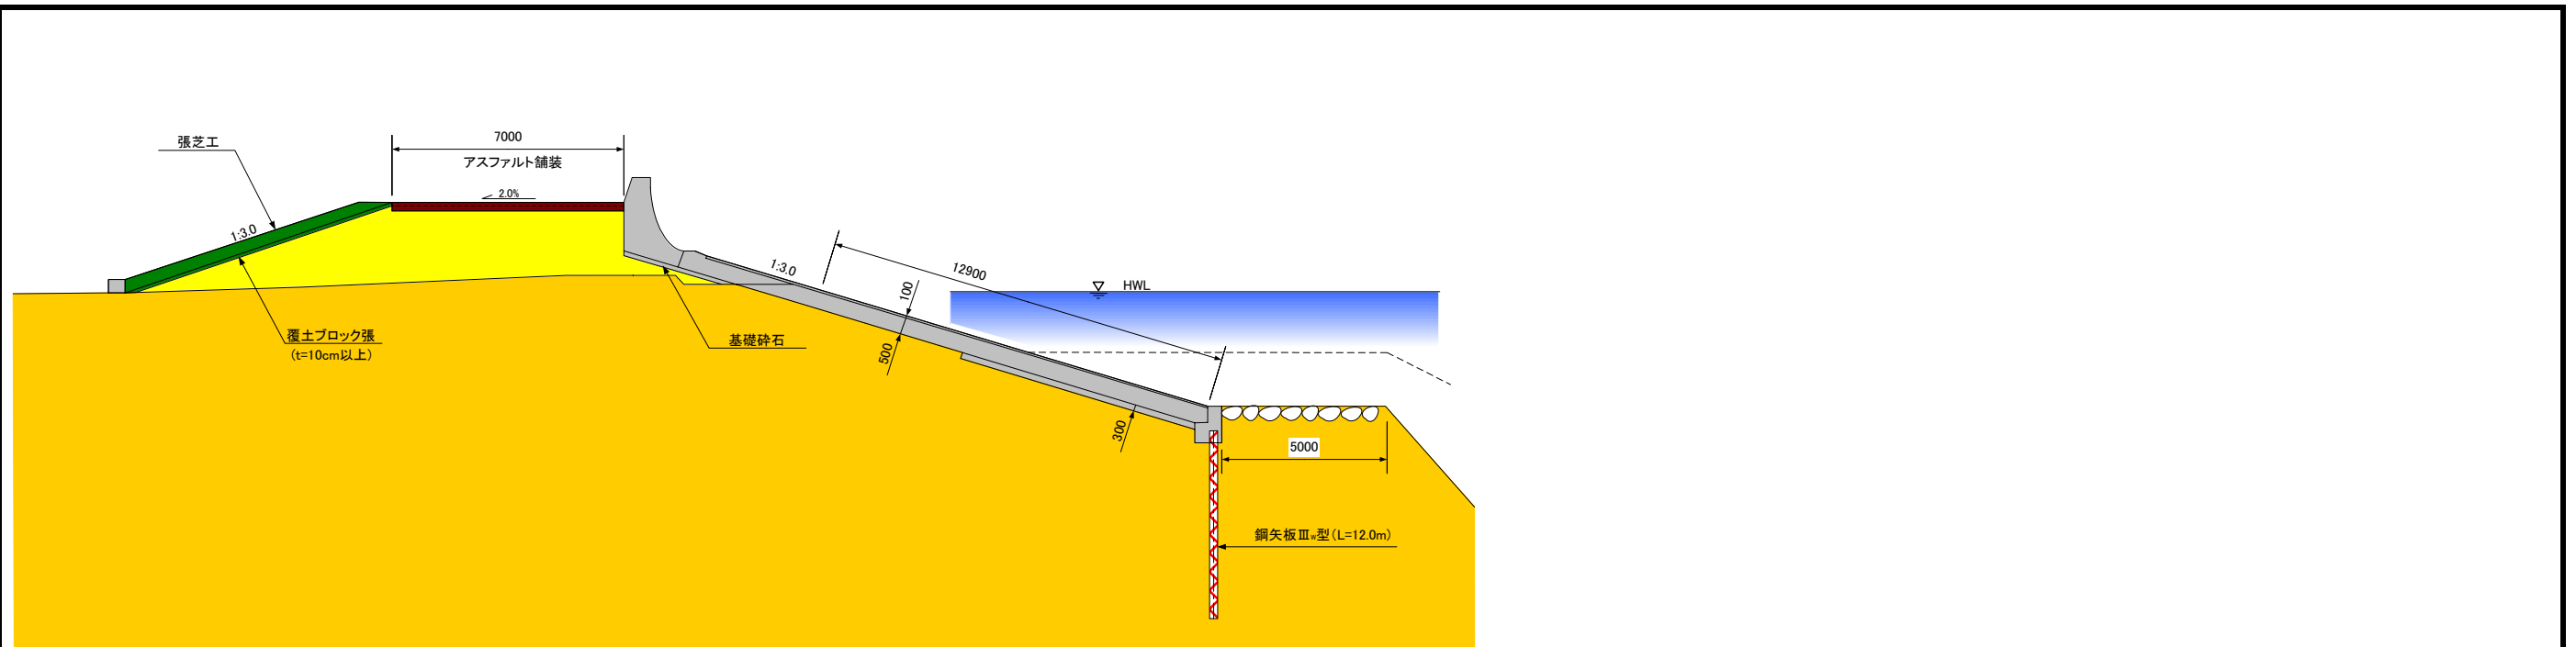 張芝工
7000
アスファルト舗装
2.0%
1:3.0
覆土ブロック張
(t=10cm以上)
1:3.0
12900
HWL
100
500
基礎砕石
300
5000
鋼矢板Ⅲw型(L=12.0m)